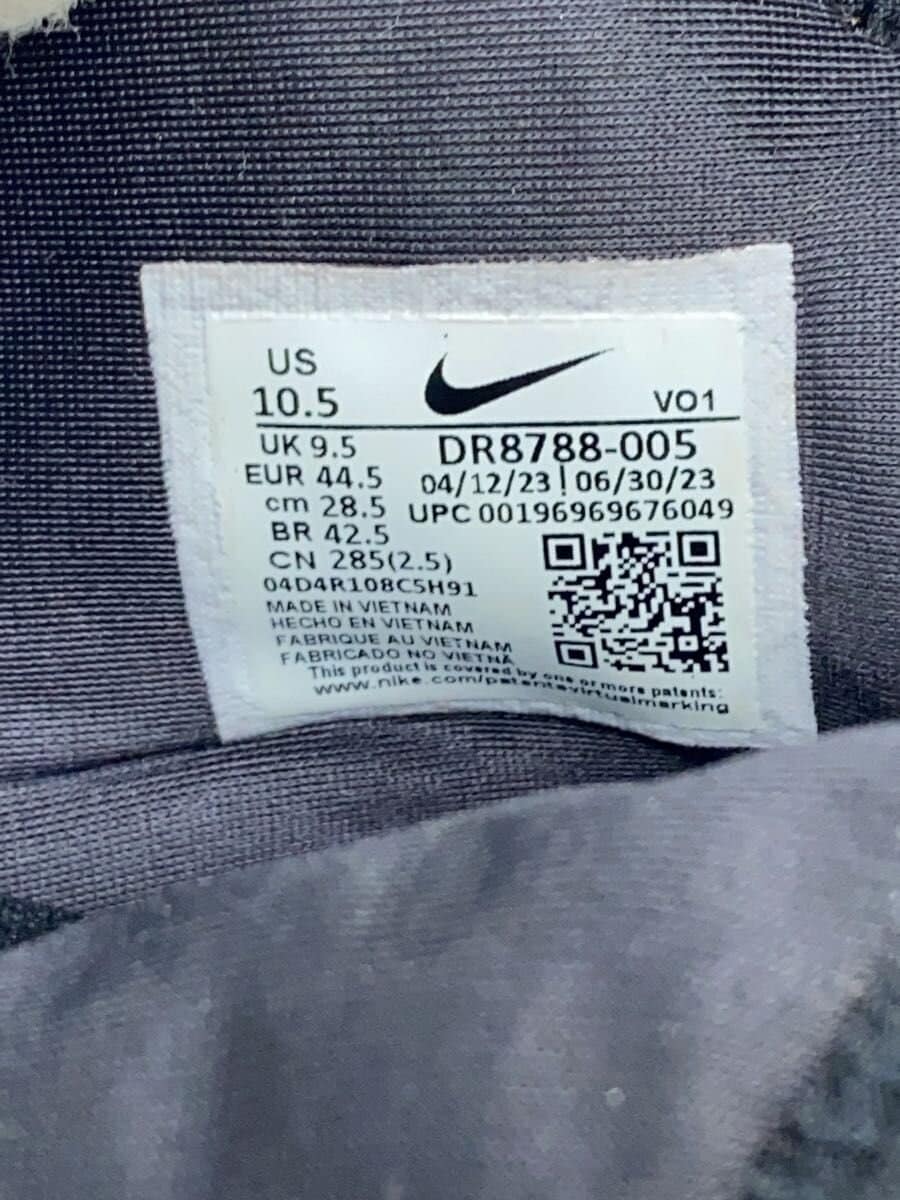 US
10.5
VO1
UK 9.5
DR8788-005
EUR 44.5
04/12/23|06/30/23
cm 28.5
UPC 00196969676049
BR 42.5
CN 285(2.5)
04D4R108C5H91
MADE IN VIETNAM
HECHO EN VIETNAM
FABRIQUE AU VIETNAM
FABRICADO NO VIETNA
This product is covered by one or more patents:
www.nike.com/patentsvirtualmarking